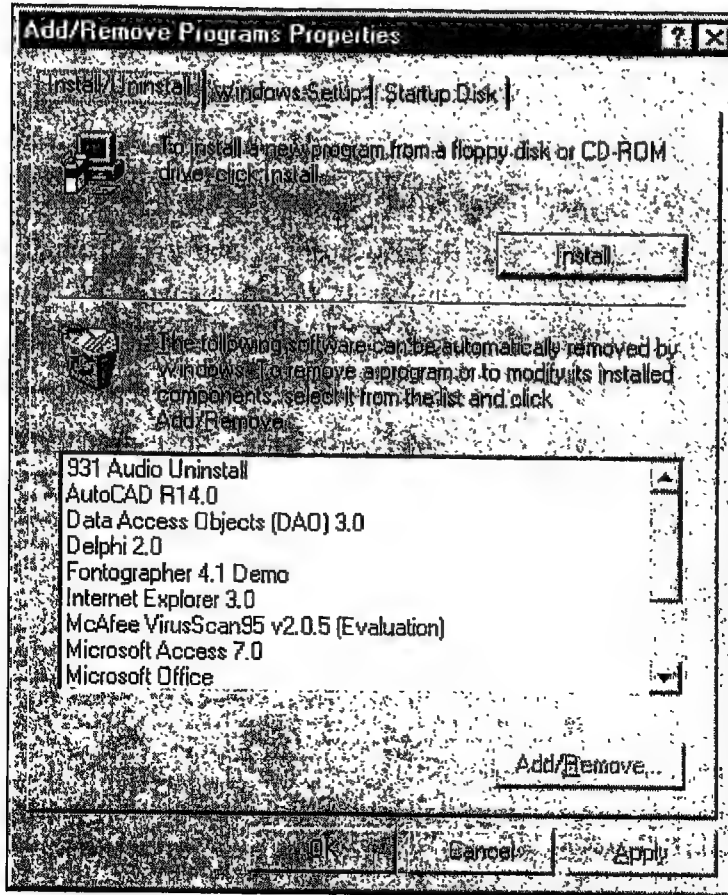 Add/Remove Programs Properties
Install/Uninstall Windows Setup Startup Disk
To install a new program from a floppy disk or CD-ROM
drive, click Install.
Install...
The following software can be automatically removed by
Windows. To remove a program or to modify its installed
components, select it from the list and click
Add/Remove.
931 Audio Uninstall
AutoCAD R14.0
Data Access Objects (DAO) 3.0
Delphi 2.0
Fontographer 4.1 Demo
Internet Explorer 3.0
McAfee VirusScan95 v2.0.5 (Evaluation)
Microsoft Access 7.0
Microsoft Office
Add/Remove...
OK Cancel Apply